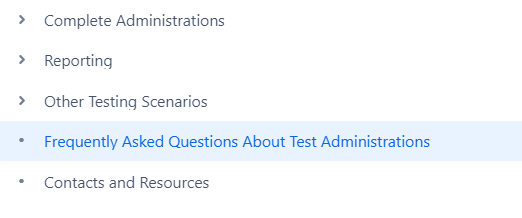 Complete Administrations
Reporting
Other Testing Scenarios
Frequently Asked Questions About Test Administrations
Contacts and Resources